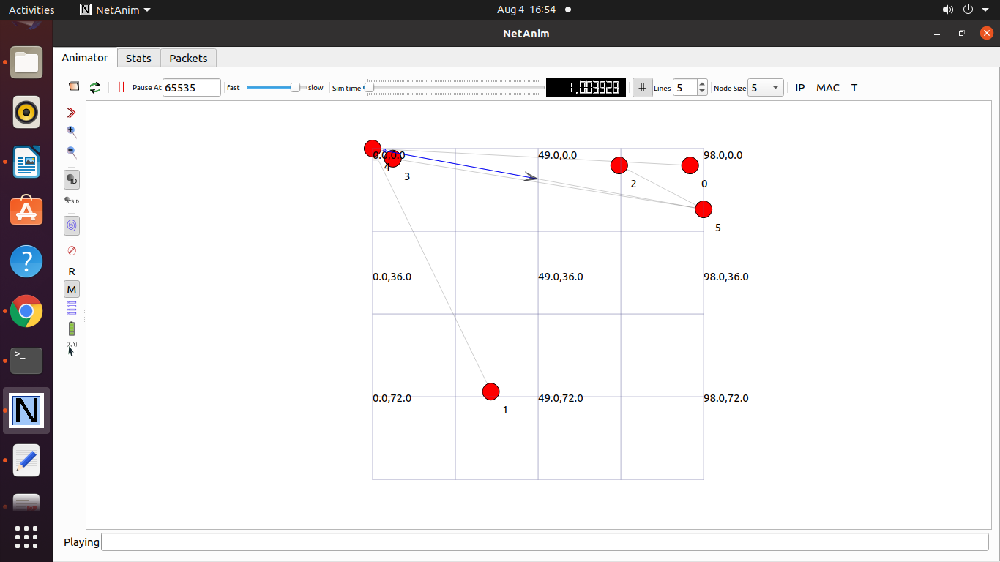 Activities NetAnim Aug 4 16:54
NetAnim
Animator Stats Packets
Pause At 65535 fast slow Sim time 1.003928 # Lines 5 Node Size 5 IP MAC T
ID
SYSID
R
M
(X, Y)
0.0,0.0 49.0,0.0 98.0,0.0
4 3 2 0
5
0.0,36.0 49.0,36.0 98.0,36.0
0.0,72.0 49.0,72.0 98.0,72.0
1
>_
?
N
Playing